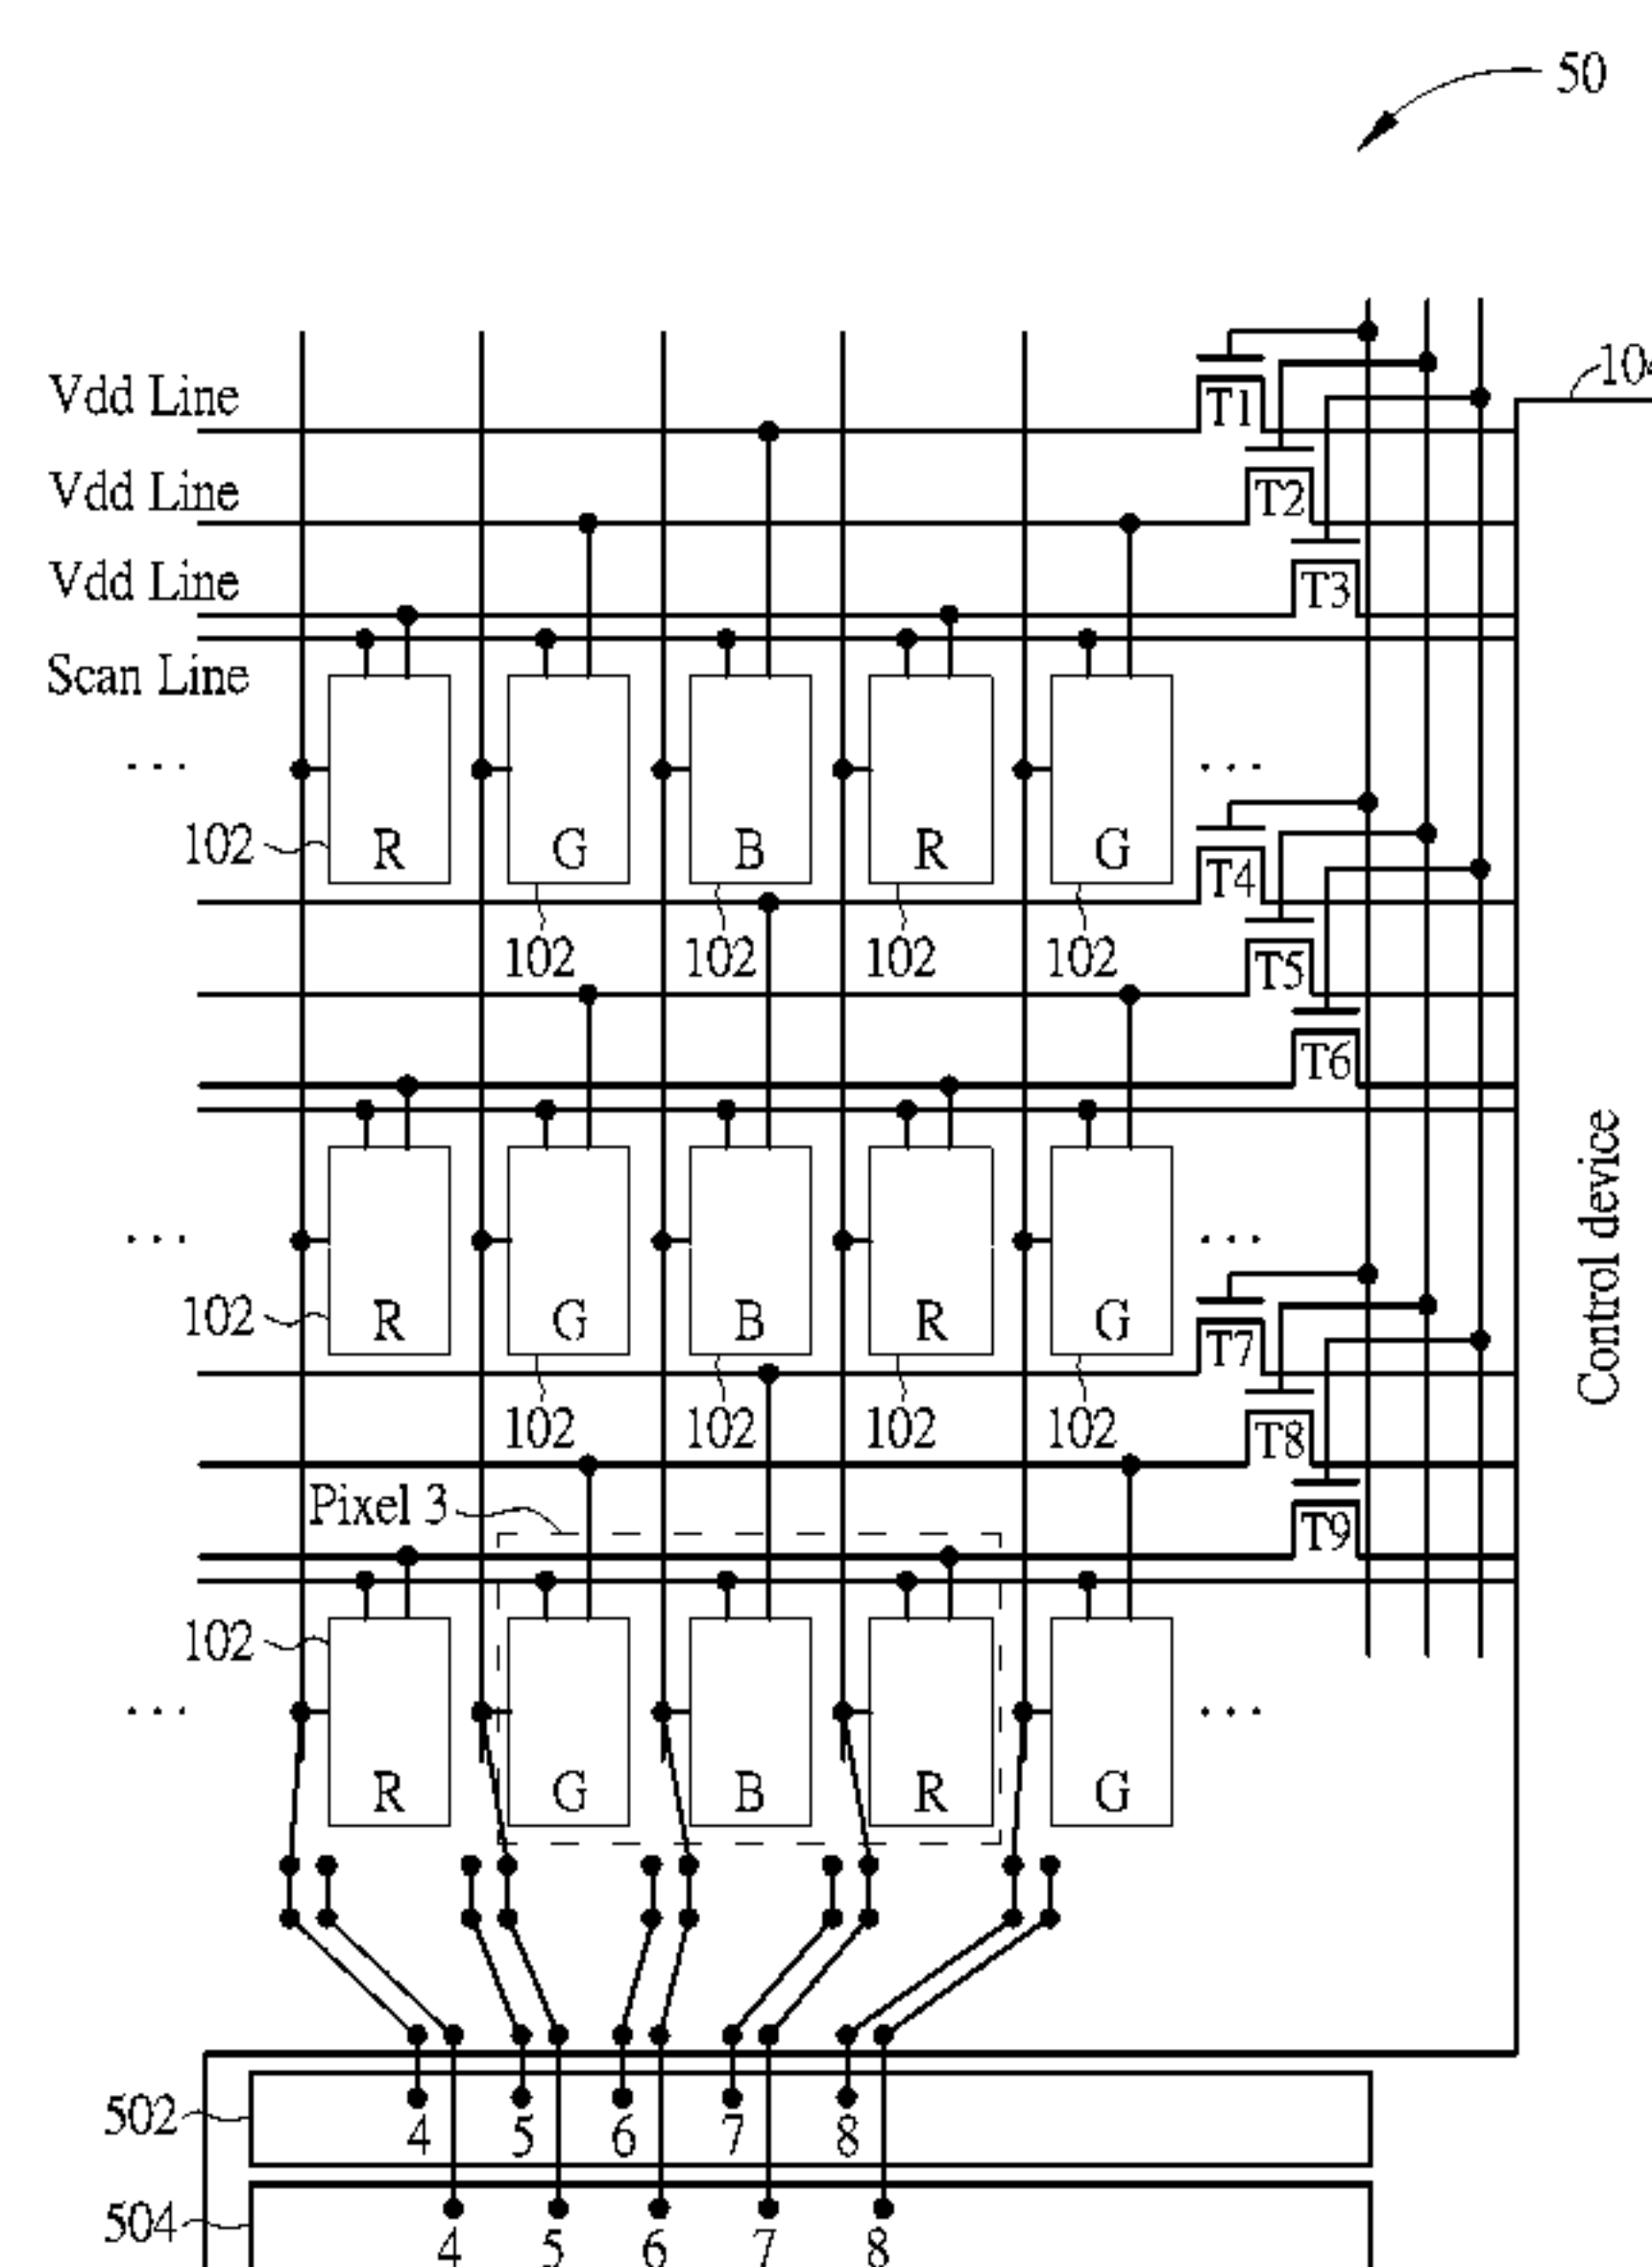 50
104
Vdd Line
T1
Vdd Line
T2
Vdd Line
T3
Scan Line
... ...
102 R G B R G
T4
102 102 102 102
T5
T6
Control device
... ...
102 R G B R G
T7
102 102 102 102
T8
Pixel 3
T9
102
... ...
R G B R G
502
4 5 6 7 8
504
4 5 6 7 8